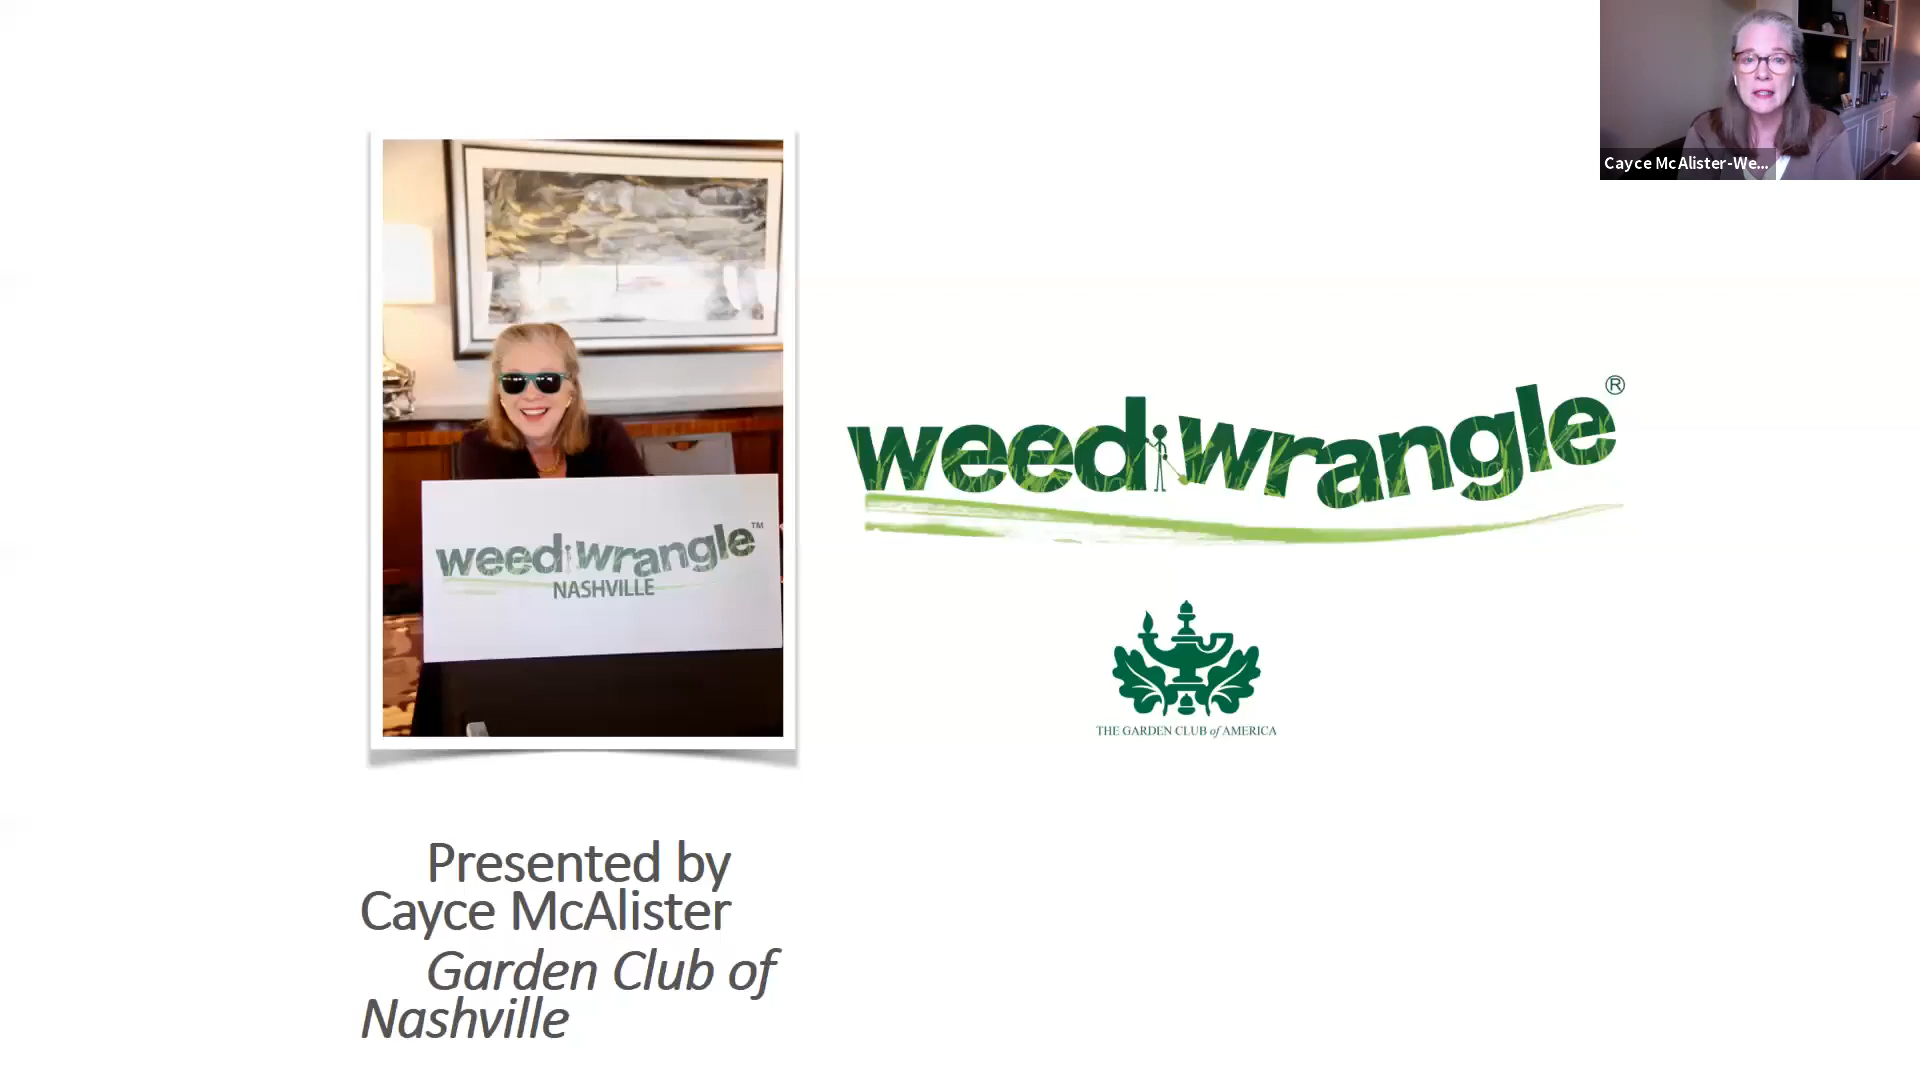 Cayce McAlister-We...
weed wrangle®
weed wrangle™
NASHVILLE
THE GARDEN CLUB of AMERICA
Presented by
Cayce McAlister
Garden Club of
Nashville